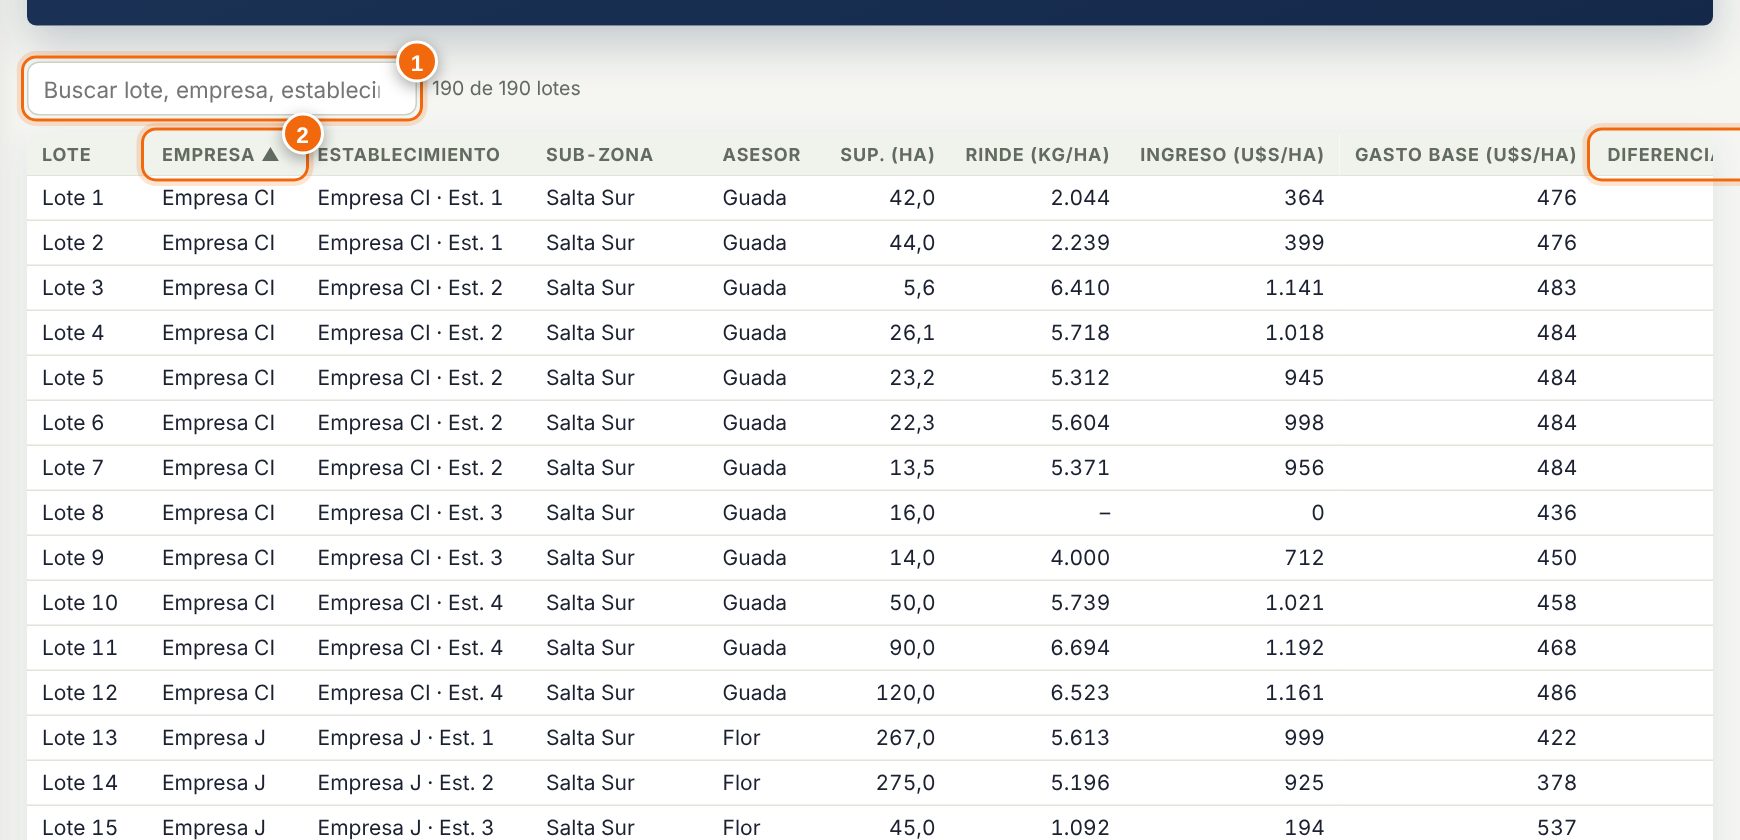 Buscar lote, empresa, estableci
1
190 de 190 lotes
2
LOTE EMPRESA ▲ ESTABLECIMIENTO SUB-ZONA ASESOR SUP. (HA) RINDE (KG/HA) INGRESO (U$S/HA) GASTO BASE (U$S/HA) DIFERENCIA
Lote 1 Empresa CI Empresa CI · Est. 1 Salta Sur Guada 42,0 2.044 364 476
Lote 2 Empresa CI Empresa CI · Est. 1 Salta Sur Guada 44,0 2.239 399 476
Lote 3 Empresa CI Empresa CI · Est. 2 Salta Sur Guada 5,6 6.410 1.141 483
Lote 4 Empresa CI Empresa CI · Est. 2 Salta Sur Guada 26,1 5.718 1.018 484
Lote 5 Empresa CI Empresa CI · Est. 2 Salta Sur Guada 23,2 5.312 945 484
Lote 6 Empresa CI Empresa CI · Est. 2 Salta Sur Guada 22,3 5.604 998 484
Lote 7 Empresa CI Empresa CI · Est. 2 Salta Sur Guada 13,5 5.371 956 484
Lote 8 Empresa CI Empresa CI · Est. 3 Salta Sur Guada 16,0 – 0 436
Lote 9 Empresa CI Empresa CI · Est. 3 Salta Sur Guada 14,0 4.000 712 450
Lote 10 Empresa CI Empresa CI · Est. 4 Salta Sur Guada 50,0 5.739 1.021 458
Lote 11 Empresa CI Empresa CI · Est. 4 Salta Sur Guada 90,0 6.694 1.192 468
Lote 12 Empresa CI Empresa CI · Est. 4 Salta Sur Guada 120,0 6.523 1.161 486
Lote 13 Empresa J Empresa J · Est. 1 Salta Sur Flor 267,0 5.613 999 422
Lote 14 Empresa J Empresa J · Est. 2 Salta Sur Flor 275,0 5.196 925 378
Lote 15 Empresa J Empresa J · Est. 3 Salta Sur Flor 45,0 1.092 194 537